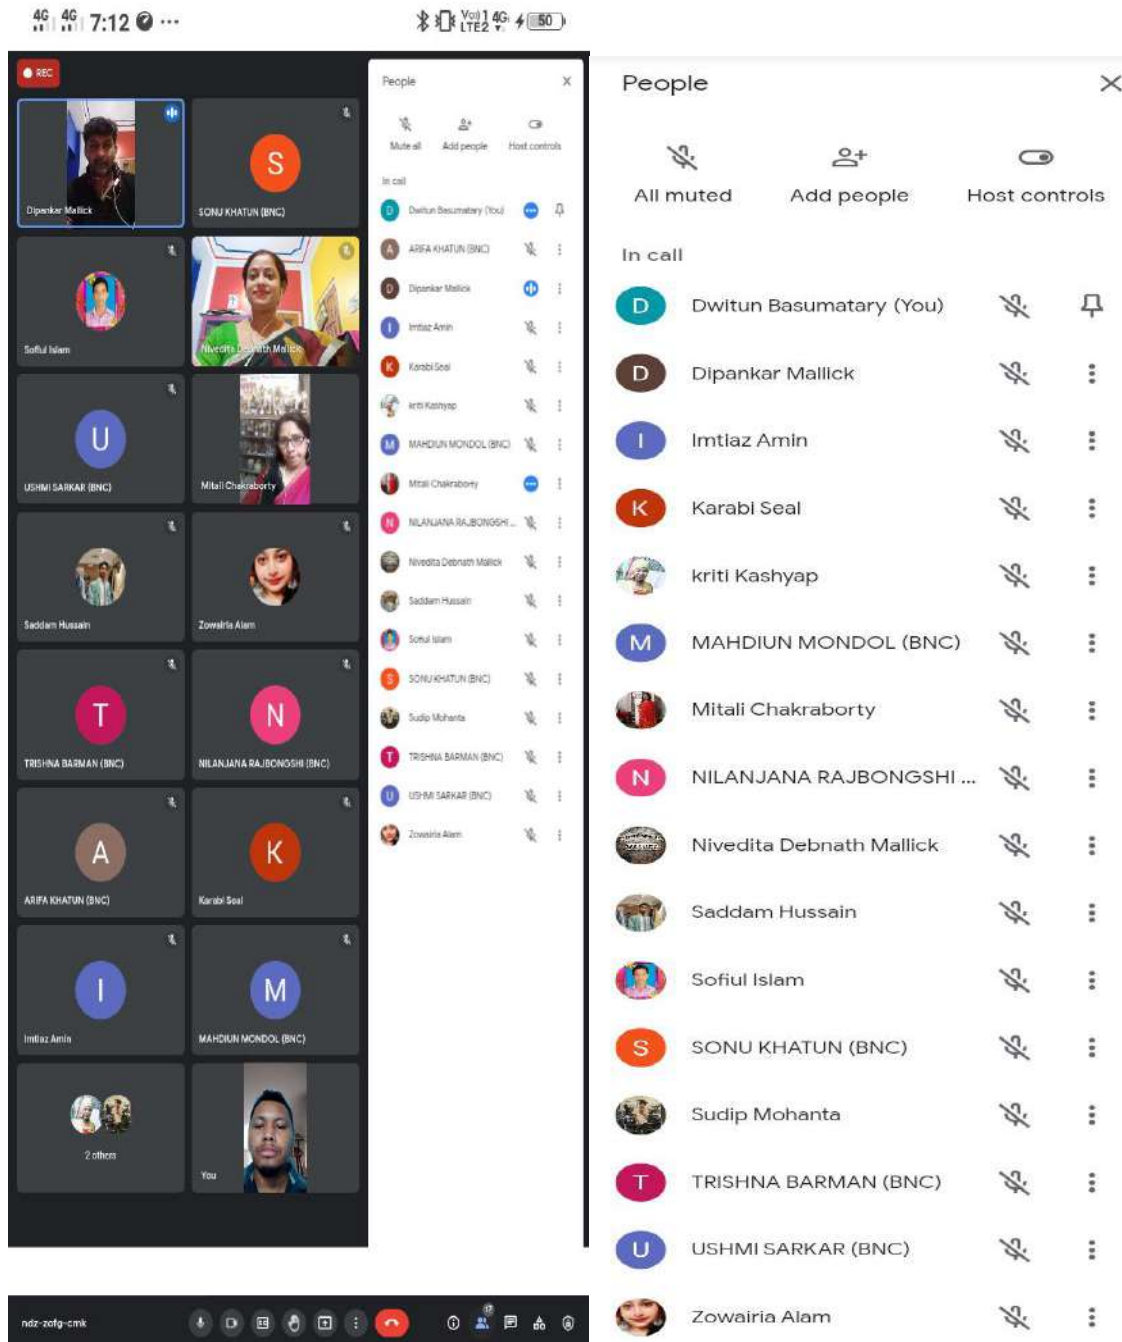 4G 4G 7:12 ... Vo) 1 4G LTE2 50
REC
Dipankar Mallick
S
SONU KHATUN (BNC)
Sofiul Islam
Nivedita Debnath Mallick
U
USHMI SARKAR (BNC)
Mitali Chakraborty
Saddam Hussain
Zowairia Alam
T
TRISHNA BARMAN (BNC)
N
NILANJANA RAJBONGSHI (BNC)
A
ARIFA KHATUN (BNC)
K
Karabi Seal
I
Imtiaz Amin
M
MAHDIUN MONDOL (BNC)
2 others
You
People
Mute all Add people Host controls
In call
D Dwitun Basumatary (You)
A ARIFA KHATUN (BNC)
D Dipankar Mallick
I Imtiaz Amin
K Karabi Seal
kriti Kashyap
M MAHDIUN MONDOL (BNC)
Mitali Chakraborty
N NILANJANA RAJBONGSHI ...
Nivedita Debnath Mallick
Saddam Hussain
Sofiul Islam
S SONU KHATUN (BNC)
Sudip Mohanta
T TRISHNA BARMAN (BNC)
U USHMI SARKAR (BNC)
Zowairia Alam
ndz-zofg-cmk
17
People
All muted Add people Host controls
In call
D Dwitun Basumatary (You)
D Dipankar Mallick
I Imtiaz Amin
K Karabi Seal
kriti Kashyap
M MAHDIUN MONDOL (BNC)
Mitali Chakraborty
N NILANJANA RAJBONGSHI ...
Nivedita Debnath Mallick
Saddam Hussain
Sofiul Islam
S SONU KHATUN (BNC)
Sudip Mohanta
T TRISHNA BARMAN (BNC)
U USHMI SARKAR (BNC)
Zowairia Alam